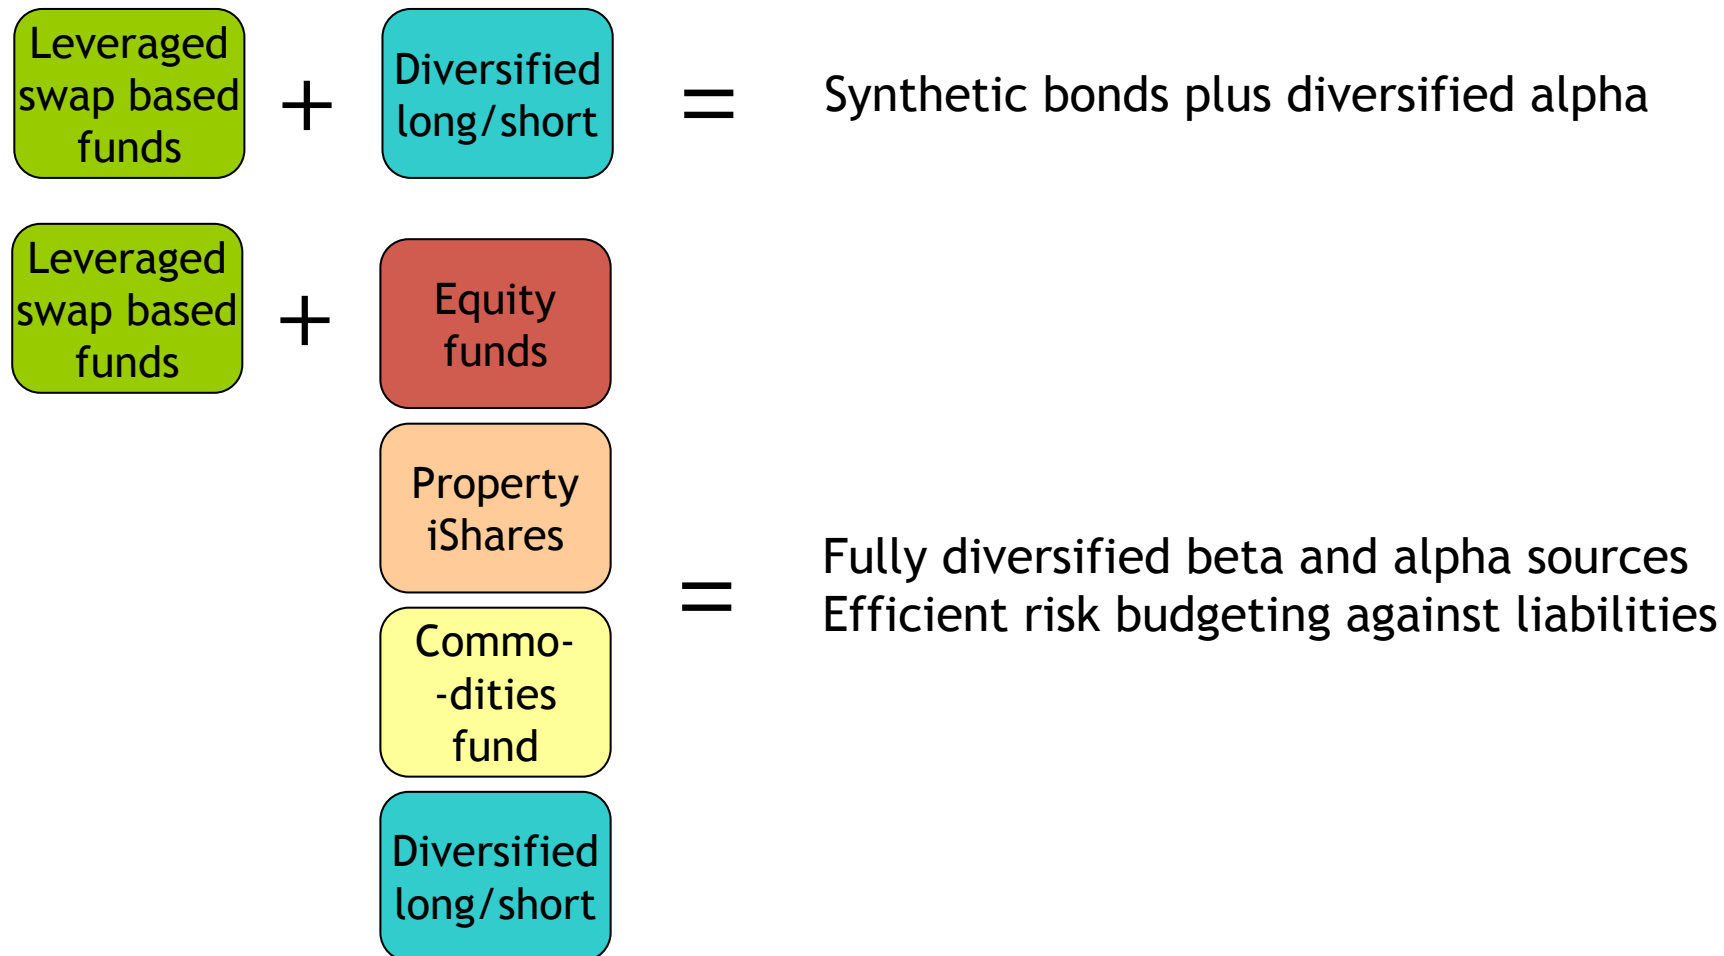 Leveraged
swap based
funds
+
Diversified
long/short
=
Synthetic bonds plus diversified alpha
Leveraged
swap based
funds
+
Equity
funds
Property
iShares
Commo-
-dities
fund
Diversified
long/short
=
Fully diversified beta and alpha sources
Efficient risk budgeting against liabilities